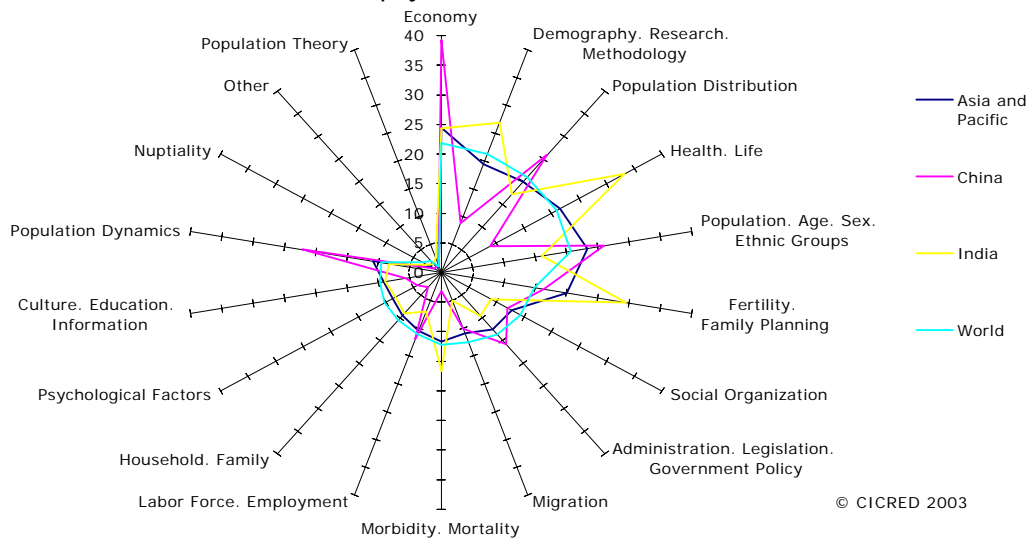 Economy
Demography. Research.
Methodology
Population Distribution
Health. Life
Population. Age. Sex.
Ethnic Groups
Fertility.
Family Planning
Social Organization
Administration. Legislation.
Government Policy
Migration
Morbidity. Mortality
Labor Force. Employment
Household. Family
Psychological Factors
Culture. Education.
Information
Population Dynamics
Nuptiality
Other
Population Theory
40
35
30
25
20
15
10
5
0
Asia and
Pacific
China
India
World
© CICRED 2003